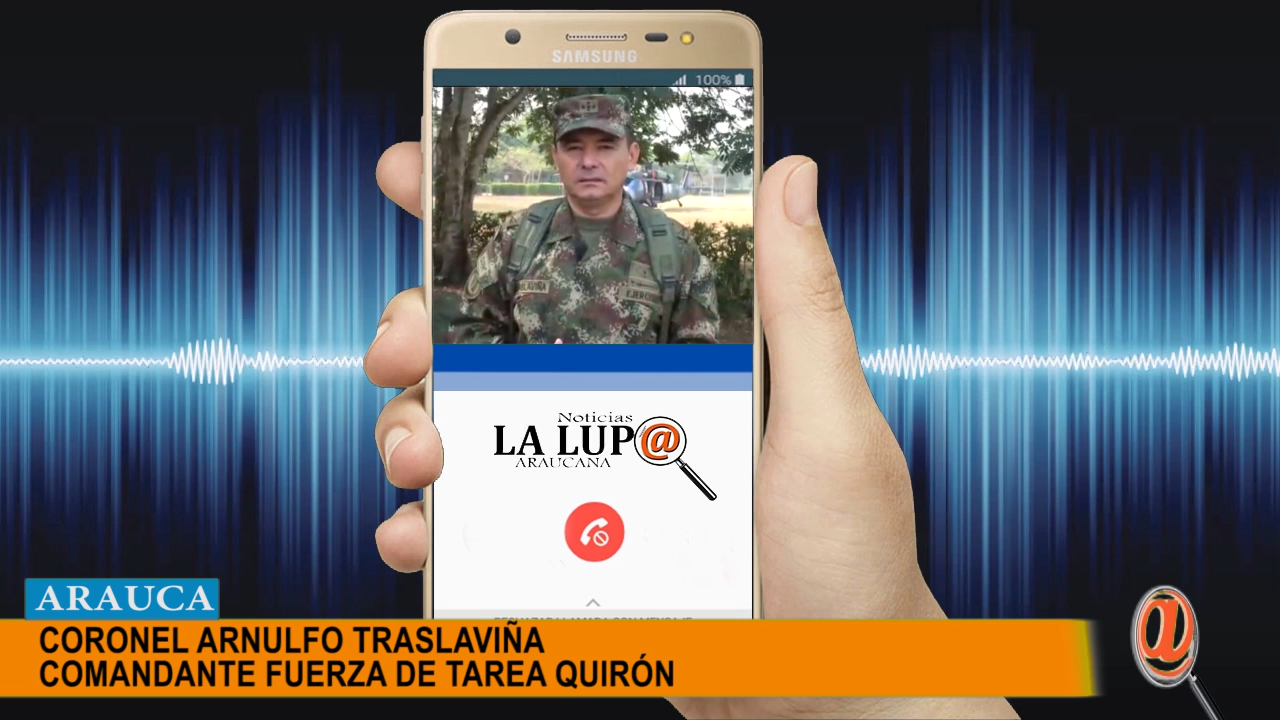 SAMSUNG
100%
Noticias
LA LUP@
ARAUCANA
ARAUCA
CORONEL ARNULFO TRASLAVIÑA
COMANDANTE FUERZA DE TAREA QUIRÓN
@